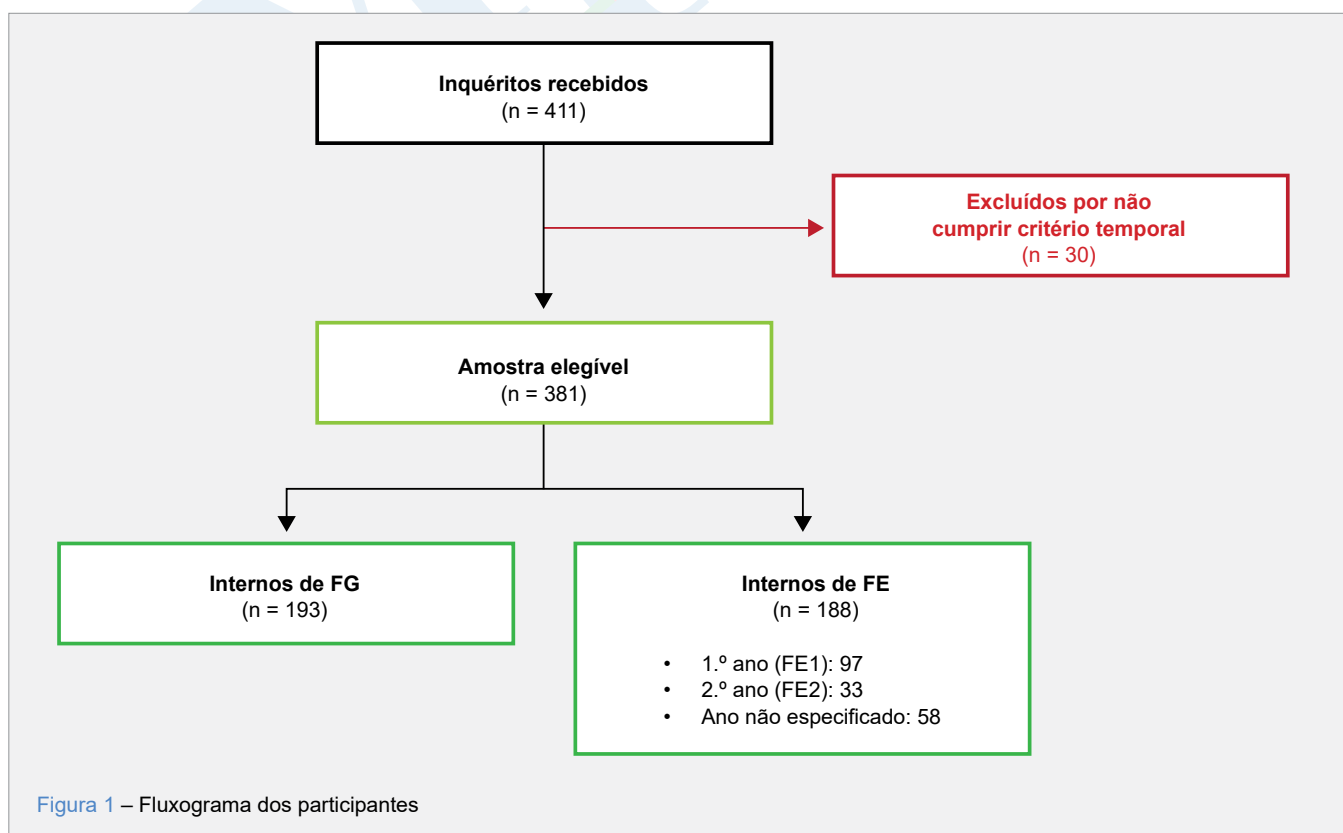 Inquéritos recebidos
(n = 411)
Excluídos por não
cumprir critério temporal
(n = 30)
Amostra elegível
(n = 381)
Internos de FG
(n = 193)
Internos de FE
(n = 188)
• 1.º ano (FE1): 97
• 2.º ano (FE2): 33
• Ano não especificado: 58
Figura 1 – Fluxograma dos participantes